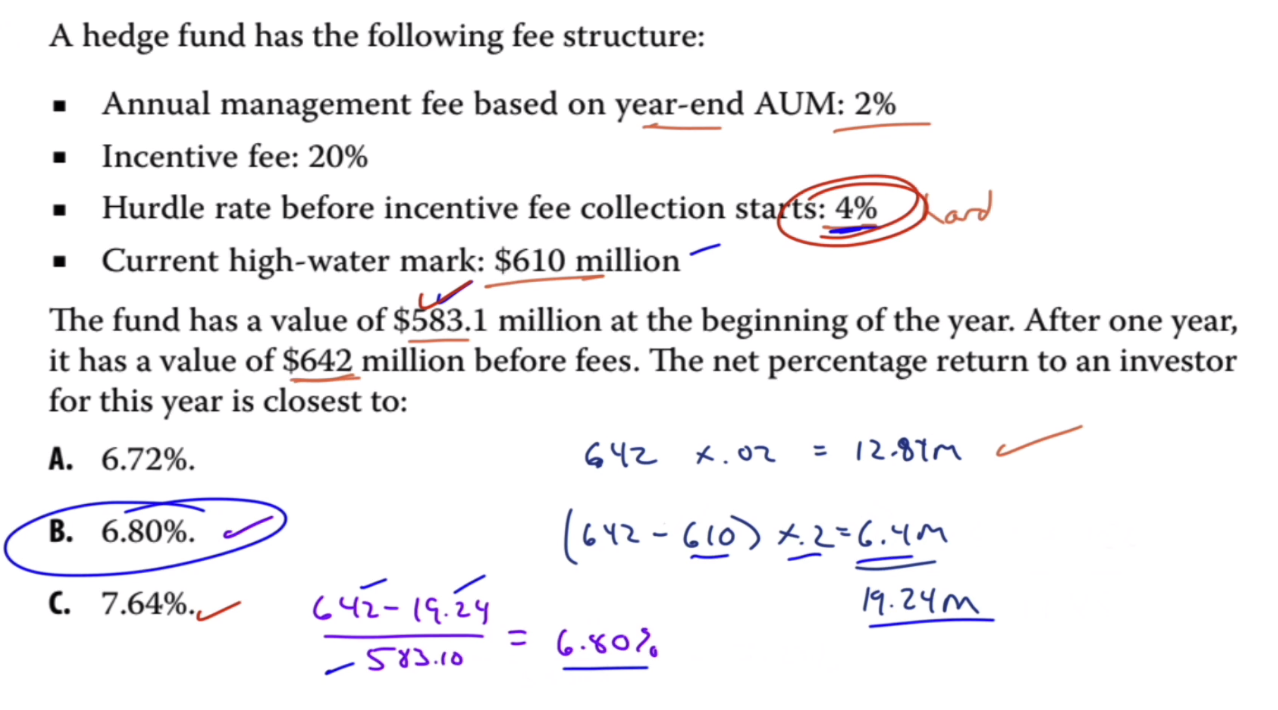 A hedge fund has the following fee structure:
▪ Annual management fee based on year-end AUM: 2%
▪ Incentive fee: 20%
▪ Hurdle rate before incentive fee collection starts: 4% hard
▪ Current high-water mark: $610 million
The fund has a value of $583.1 million at the beginning of the year. After one year,
it has a value of $642 million before fees. The net percentage return to an investor
for this year is closest to:
A. 6.72%.
642 x .02 = 12.84M
B. 6.80%.
(642 - 610) x .2 = 6.4M
C. 7.64%.
19.24M
642 - 19.24
583.10
= 6.80%